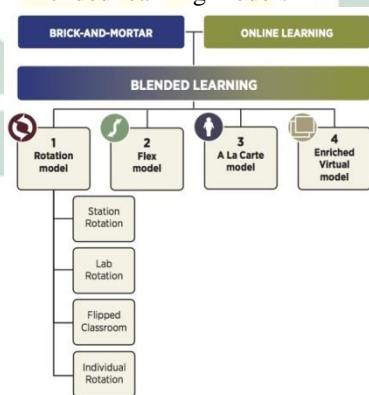 BRICK-AND-MORTAR
ONLINE LEARNING
BLENDED LEARNING
1
Rotation
model
2
Flex
model
3
A La Carte
model
4
Enriched
Virtual
model
Station
Rotation
Lab
Rotation
Flipped
Classroom
Individual
Rotation